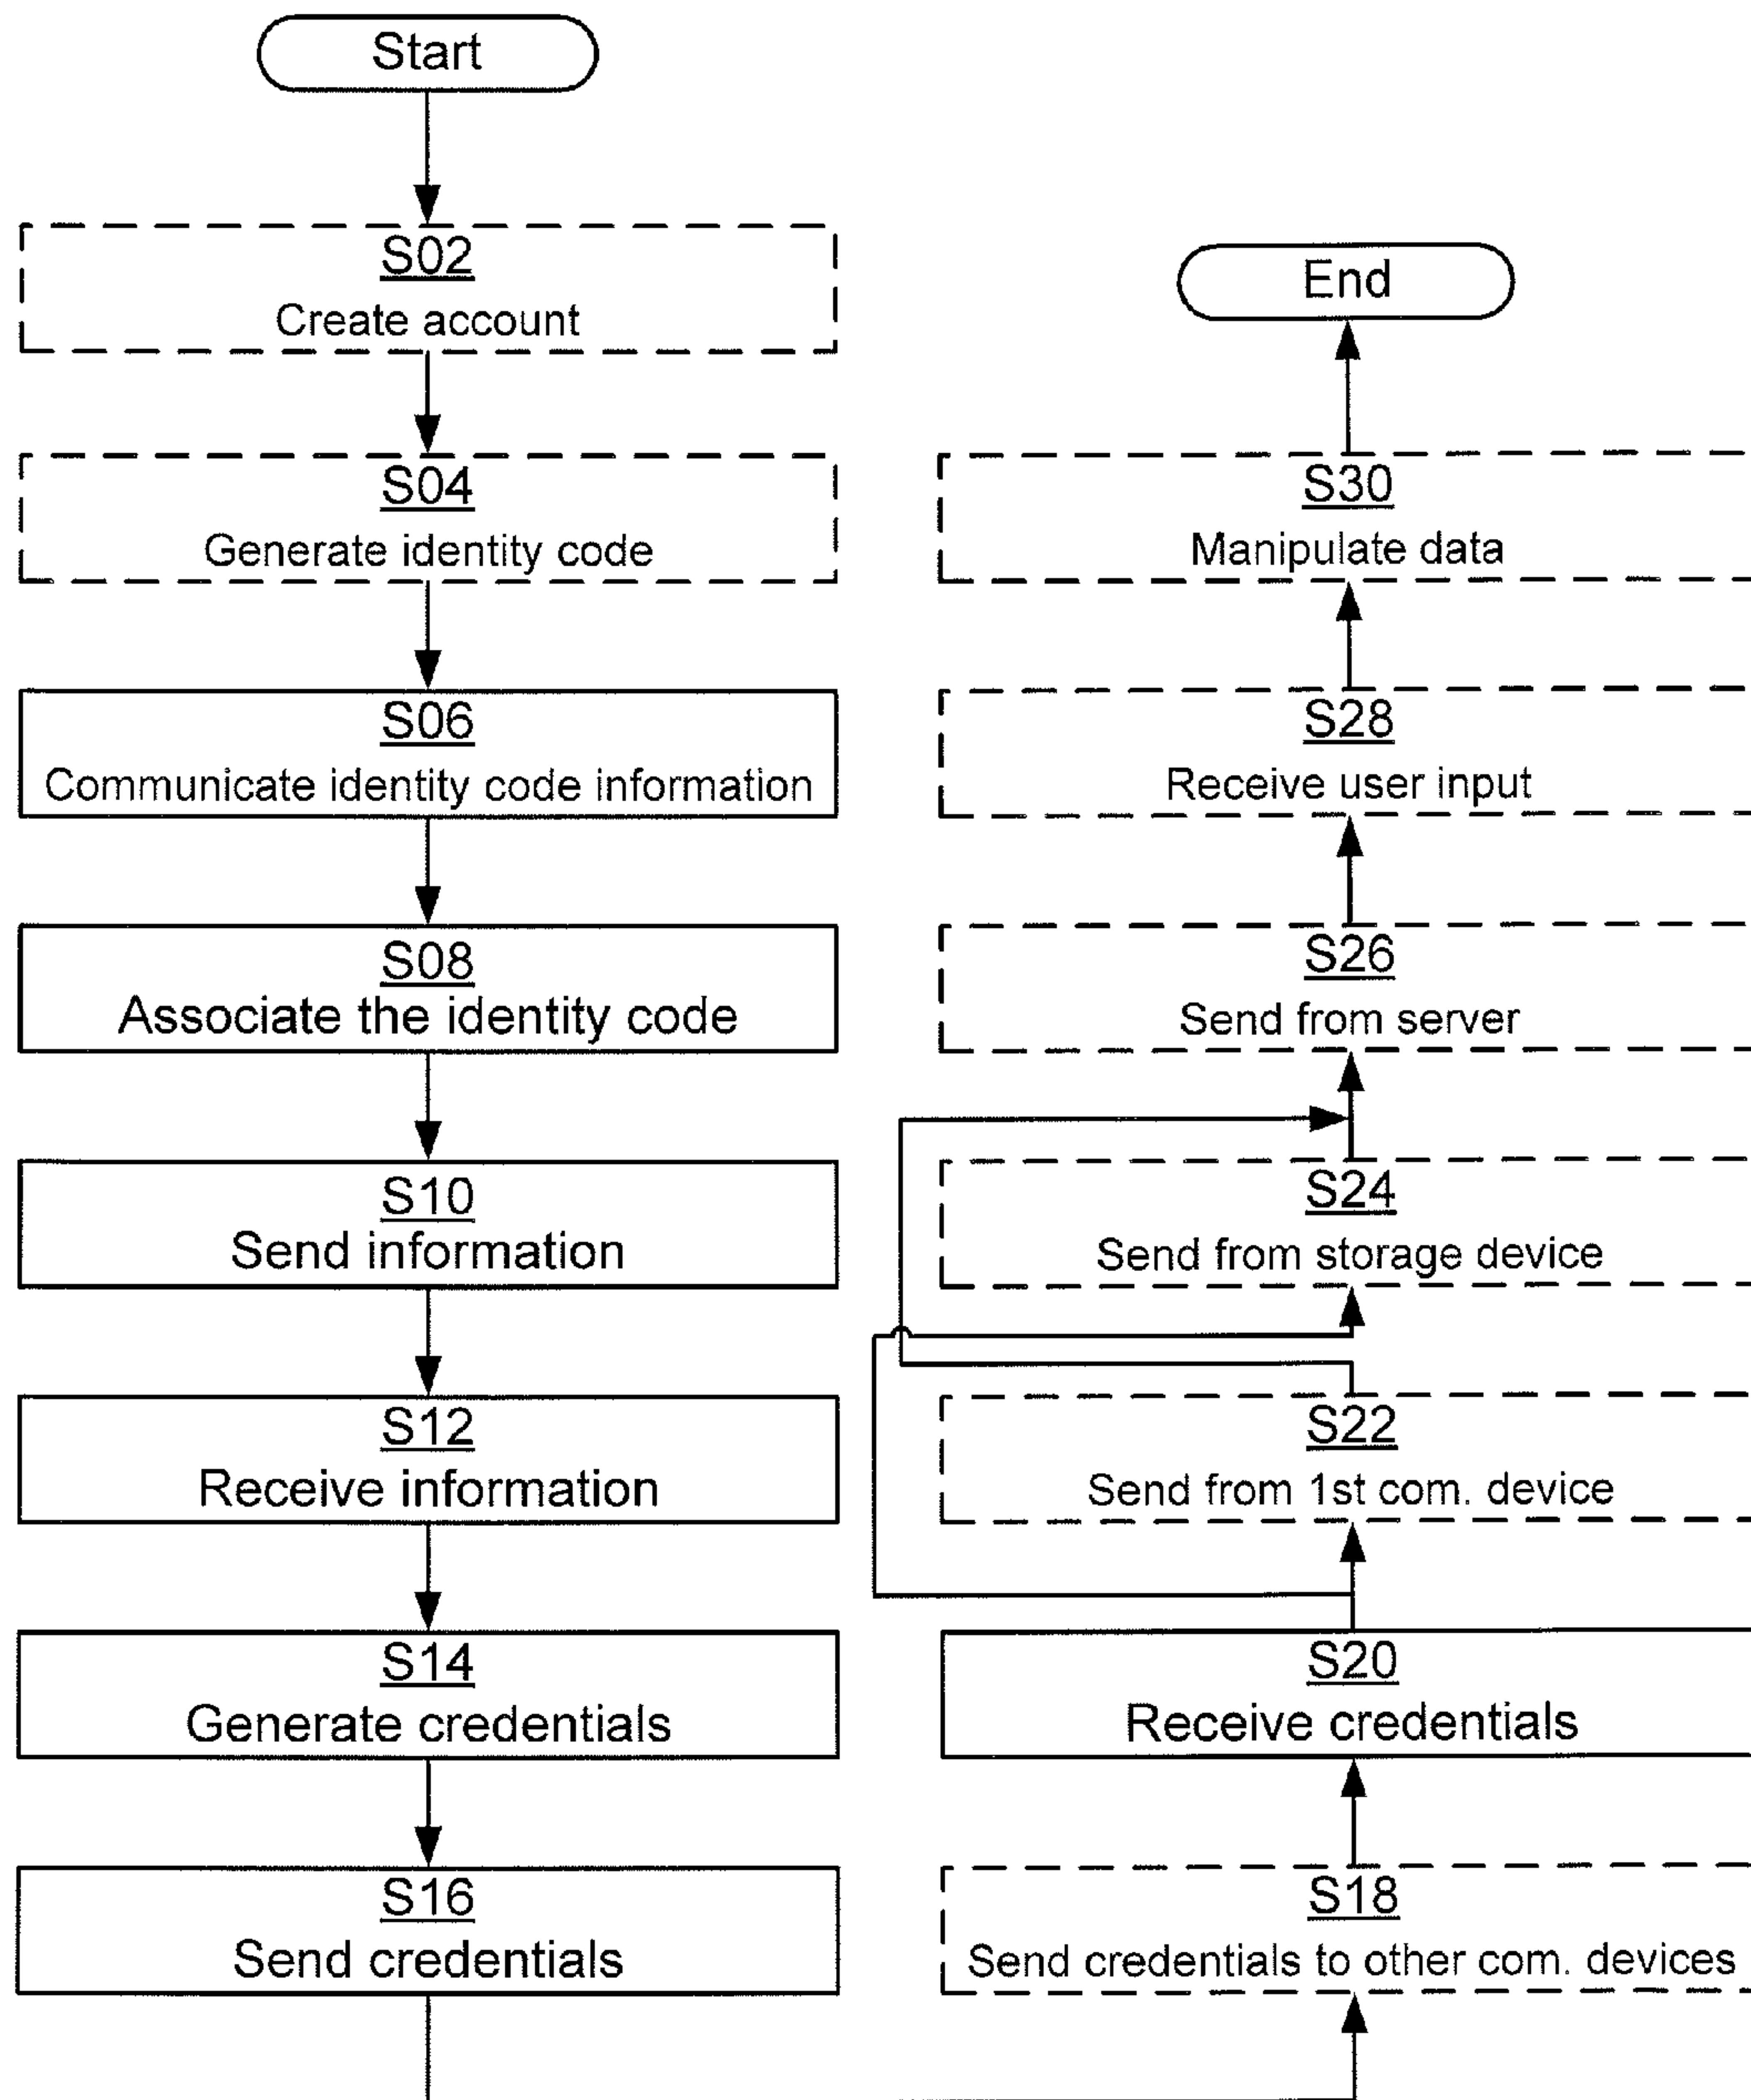 Start
S02
Create account
S04
Generate identity code
S06
Communicate identity code information
S08
Associate the identity code
S10
Send information
S12
Receive information
S14
Generate credentials
S16
Send credentials
End
S30
Manipulate data
S28
Receive user input
S26
Send from server
S24
Send from storage device
S22
Send from 1st com. device
S20
Receive credentials
S18
Send credentials to other com. devices